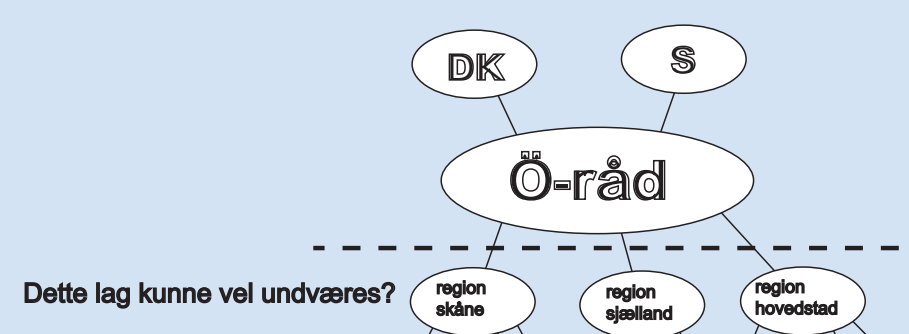 DK
S
Ö-råd
Dette lag kunne vel undværes?
region
skåne
region
sjælland
region
hovedstad